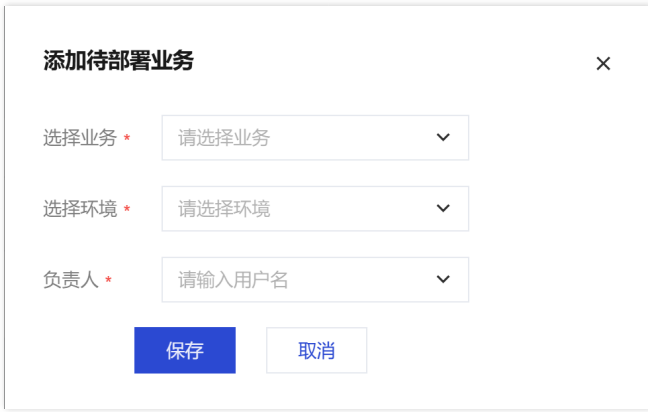 添加待部署业务
选择业务 * 请选择业务
选择环境 * 请选择环境
负责人 * 请输入用户名
保存 取消